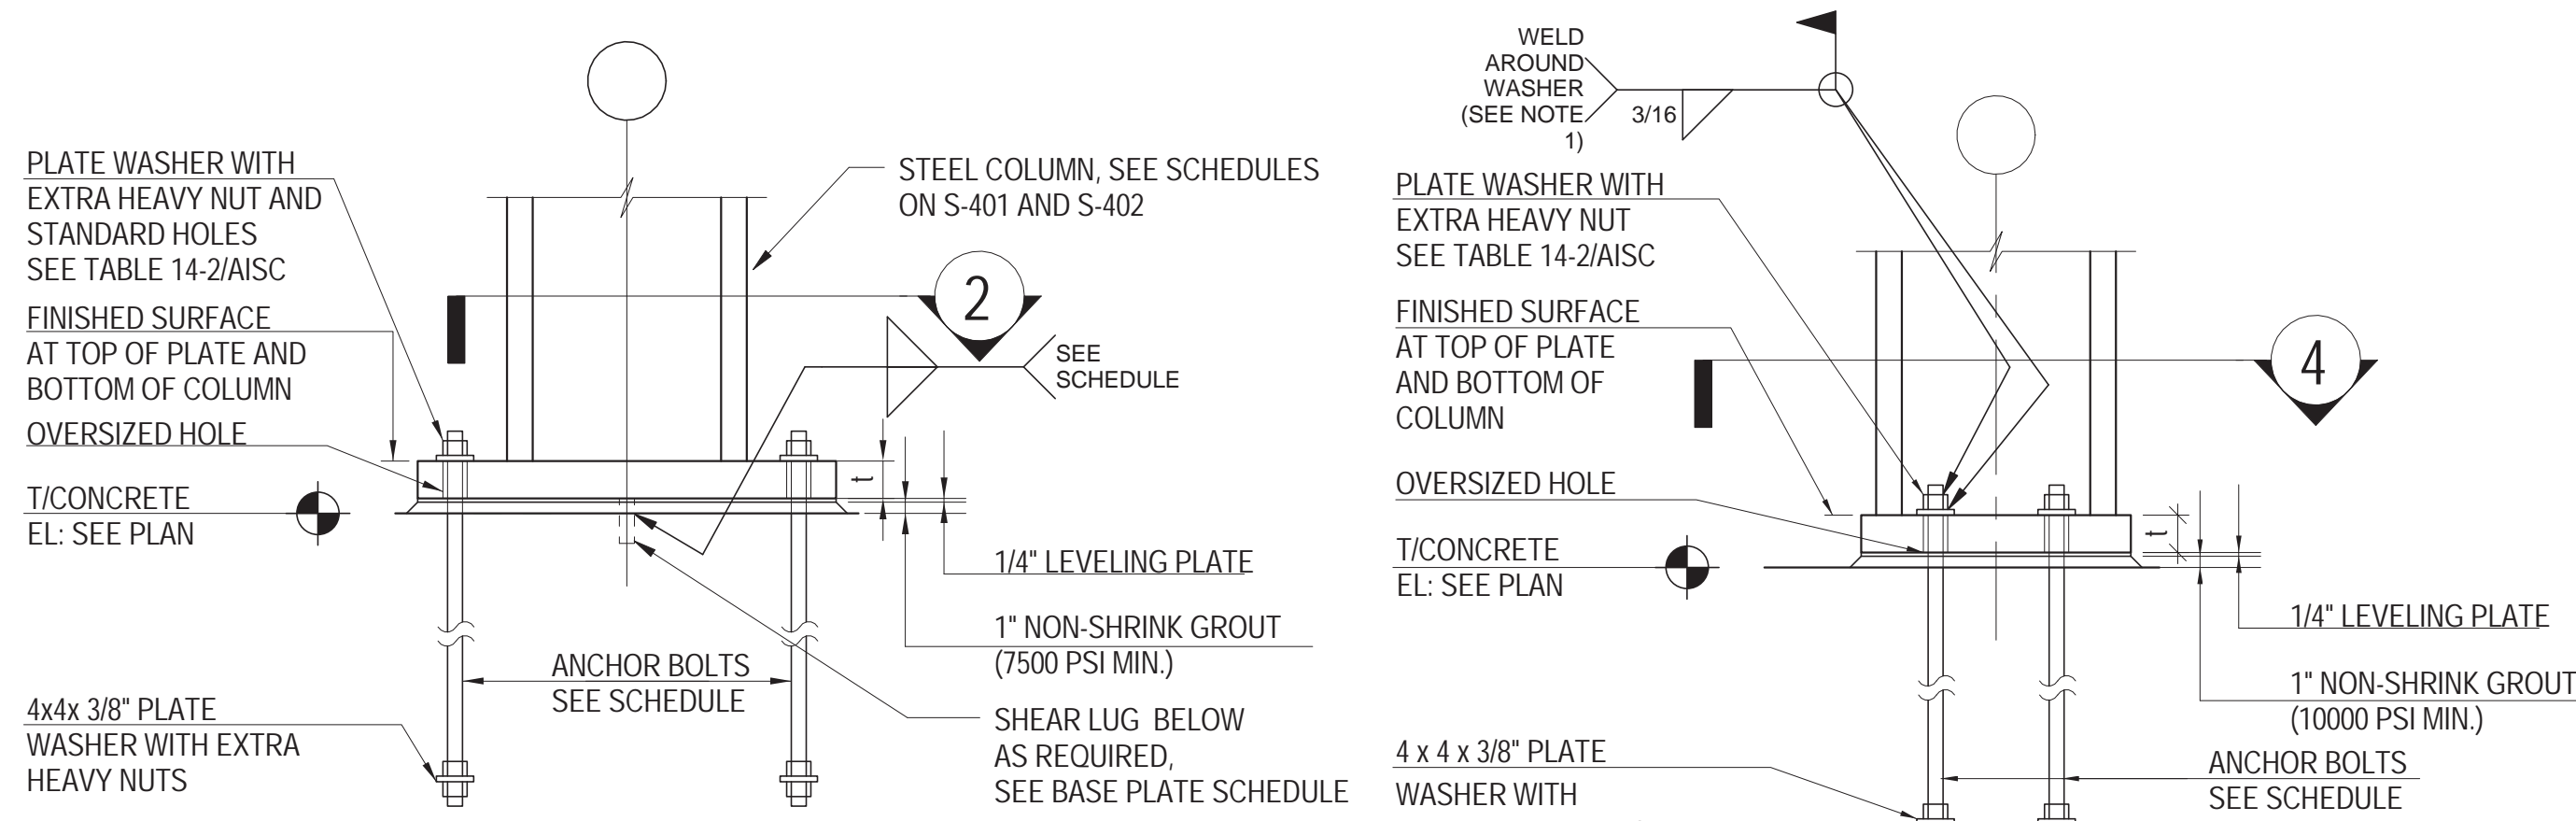 PLATE WASHER WITH
EXTRA HEAVY NUT AND
STANDARD HOLES
SEE TABLE 14-2/AISC
FINISHED SURFACE
AT TOP OF PLATE AND
BOTTOM OF COLUMN
OVERSIZED HOLE
T/CONCRETE
EL: SEE PLAN
4x4x 3/8" PLATE
WASHER WITH EXTRA
HEAVY NUTS
STEEL COLUMN, SEE SCHEDULES
ON S-401 AND S-402
2
SEE
SCHEDULE
t
1/4" LEVELING PLATE
1" NON-SHRINK GROUT
(7500 PSI MIN.)
ANCHOR BOLTS
SEE SCHEDULE
SHEAR LUG BELOW
AS REQUIRED,
SEE BASE PLATE SCHEDULE
WELD
AROUND
WASHER
(SEE NOTE
1)
3/16
PLATE WASHER WITH
EXTRA HEAVY NUT
SEE TABLE 14-2/AISC
FINISHED SURFACE
AT TOP OF PLATE
AND BOTTOM OF
COLUMN
OVERSIZED HOLE
T/CONCRETE
EL: SEE PLAN
4 x 4 x 3/8" PLATE
WASHER WITH
4
t
1/4" LEVELING PLATE
1" NON-SHRINK GROUT
(10000 PSI MIN.)
ANCHOR BOLTS
SEE SCHEDULE